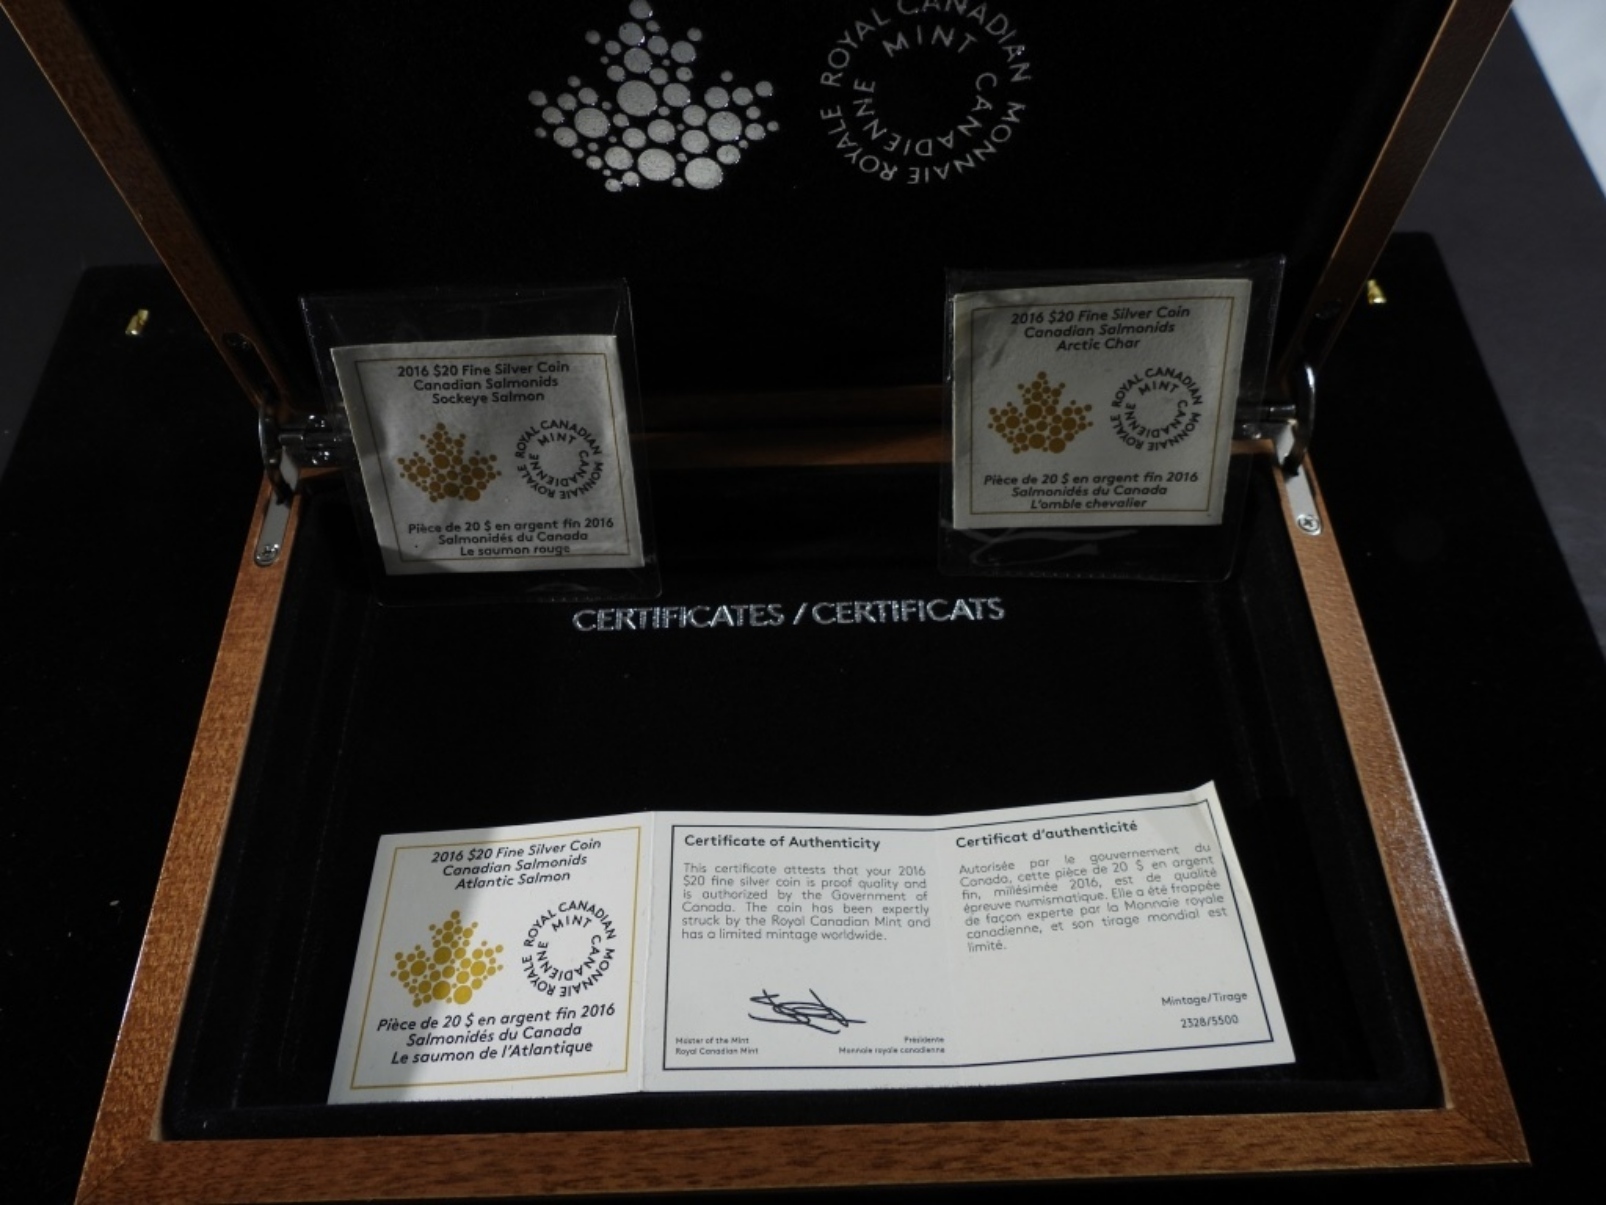 ROYAL CANADIAN MINT
MONNAIE ROYALE CANADIENNE
2016 $20 Fine Silver Coin
Canadian Salmonids
Sockeye Salmon
ROYAL CANADIAN MINT
MONNAIE ROYALE CANADIENNE
Pièce de 20 $ en argent fin 2016
Salmonidés du Canada
Le saumon rouge
2016 $20 Fine Silver Coin
Canadian Salmonids
Arctic Char
ROYAL CANADIAN MINT
MONNAIE ROYALE CANADIENNE
Pièce de 20 $ en argent fin 2016
Salmonidés du Canada
L'omble chevalier
CERTIFICATES / CERTIFICATS
2016 $20 Fine Silver Coin
Canadian Salmonids
Atlantic Salmon
ROYAL CANADIAN MINT
MONNAIE ROYALE CANADIENNE
Pièce de 20 $ en argent fin 2016
Salmonidés du Canada
Le saumon de l'Atlantique
Certificate of Authenticity
This certificate attests that your 2016
$20 fine silver coin is proof quality and
is authorized by the Government of
Canada. The coin has been expertly
struck by the Royal Canadian Mint and
has a limited mintage worldwide.
Master of the Mint
Royal Canadian Mint
Présidente
Monnaie royale canadienne
Certificat d'authenticité
Autorisée par le gouvernement du
Canada, cette pièce de 20 $ en argent
fin, millésimée 2016, est de qualité
épreuve numismatique. Elle a été frappée
de façon experte par la Monnaie royale
canadienne, et son tirage mondial est
limité.
Mintage/Tirage
2328/5500